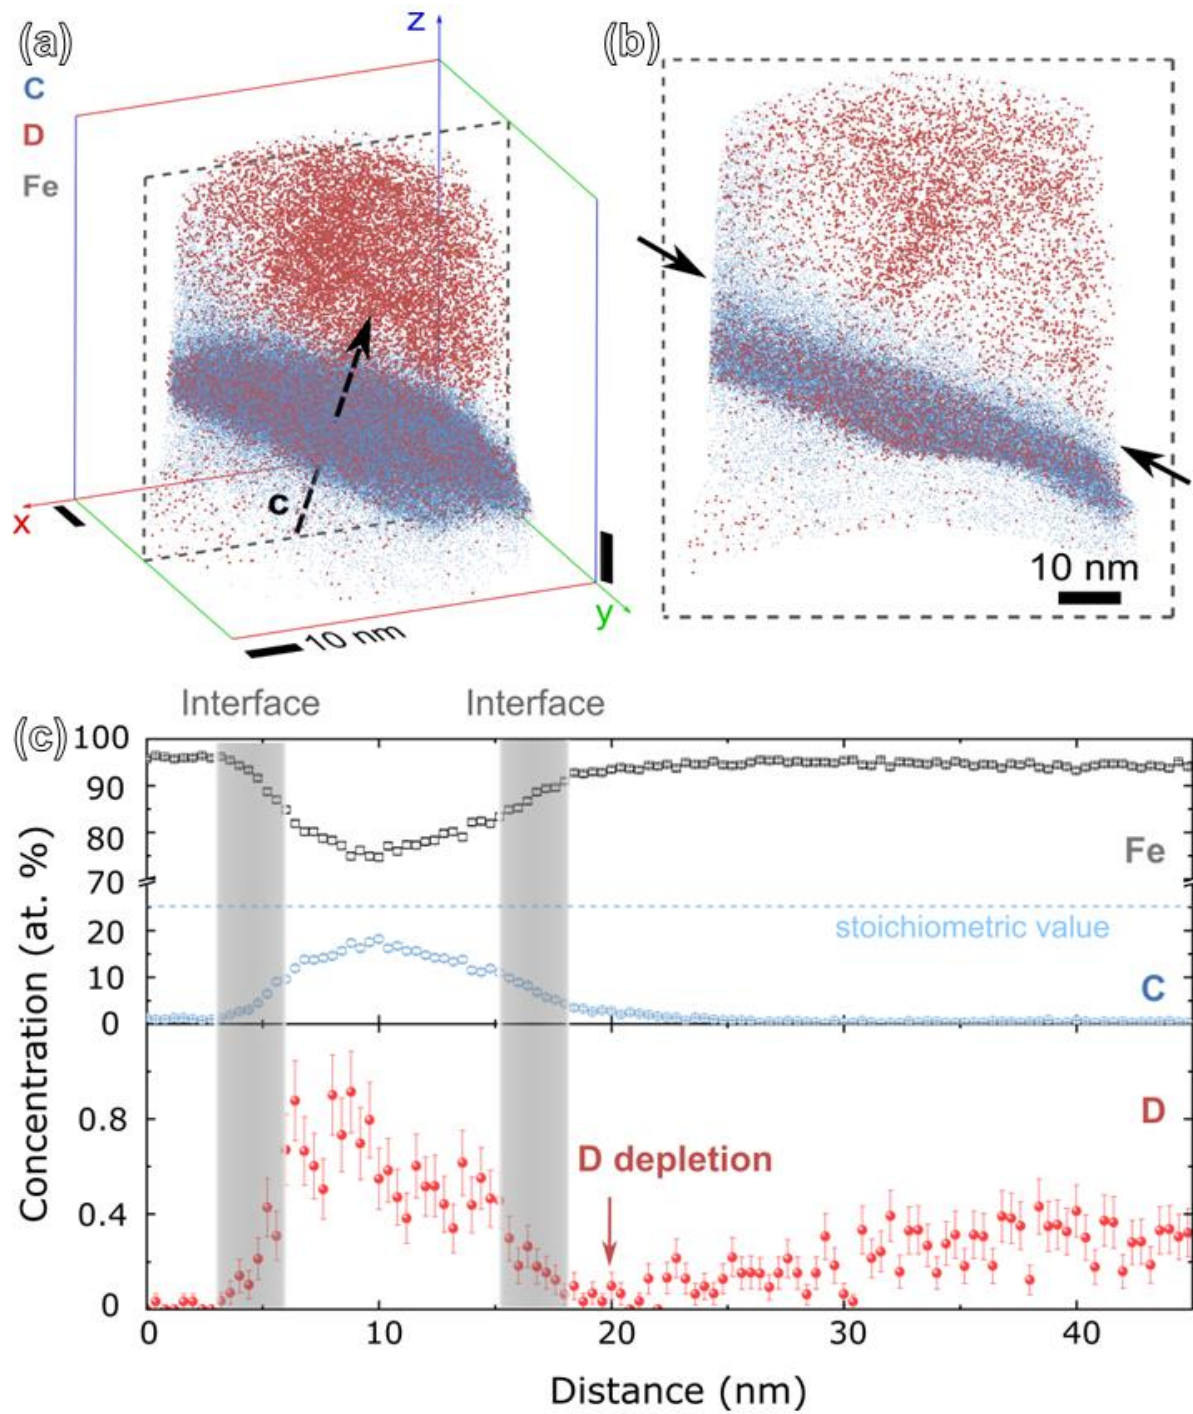 (a)
z
(b)
C
D
Fe
c
x
y
10 nm
10 nm
Interface
Interface
(c)
100
90
80
70
Fe
stoichiometric value
20
10
0
C
Concentration (at. %)
D
0.8
D depletion
0.4
0
0
10
20
30
40
Distance (nm)